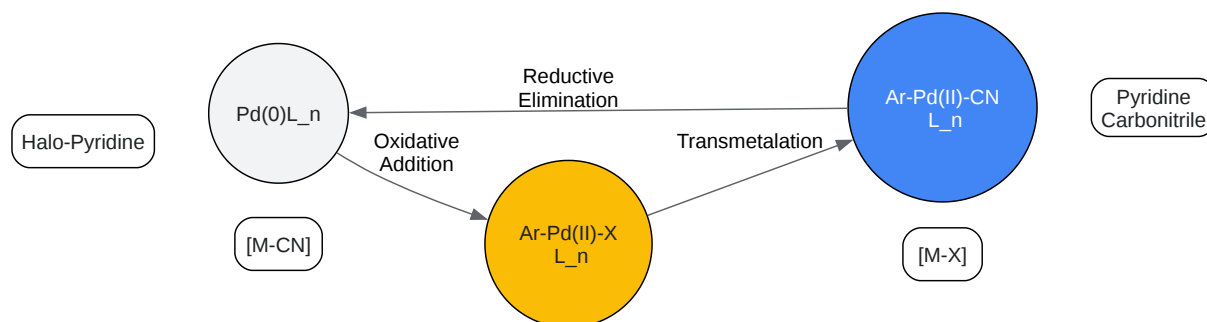 Halo-Pyridine
Pd(0)L_n
[M-CN]
Oxidative
Addition
Reductive
Elimination
Ar-Pd(II)-X
L_n
Transmetalation
Ar-Pd(II)-CN
L_n
[M-X]
Pyridine
Carbonitrile